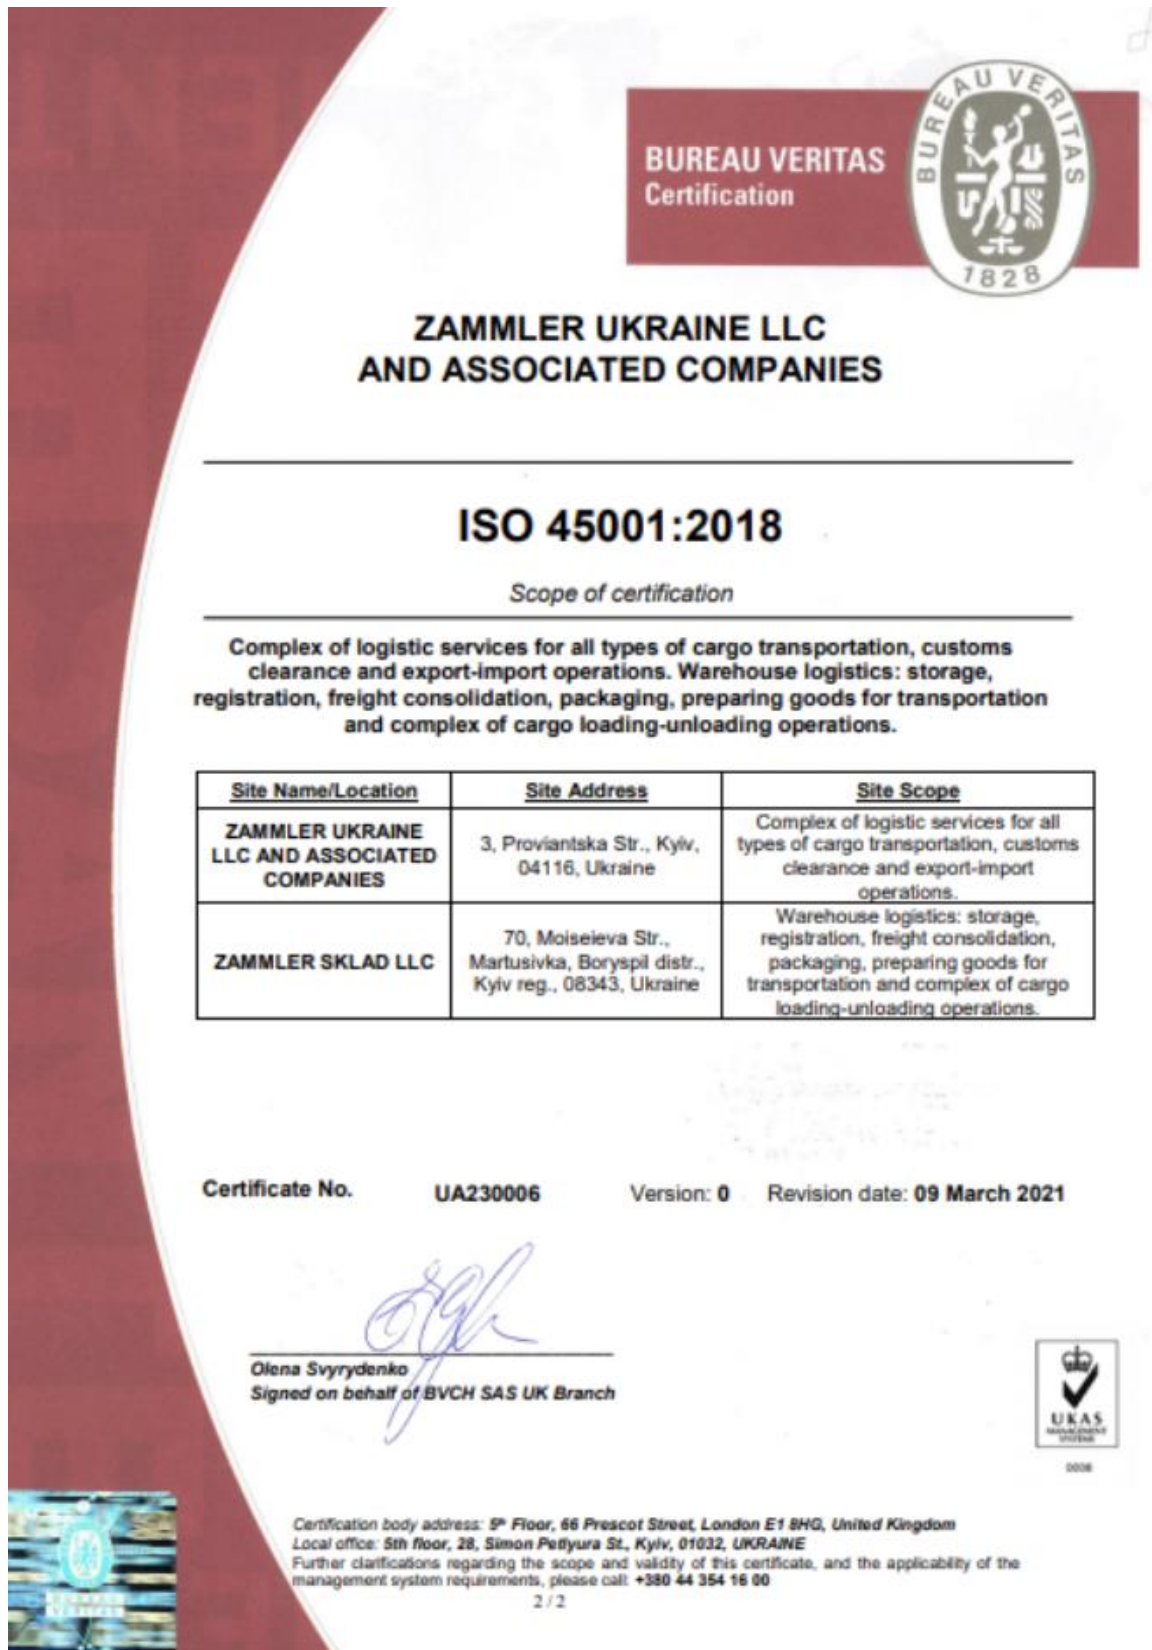 BUREAU VERITAS
Certification
BUREAU VERITAS
1828
ZAMMLER UKRAINE LLC
AND ASSOCIATED COMPANIES
ISO 45001:2018
Scope of certification
Complex of logistic services for all types of cargo transportation, customs
clearance and export-import operations. Warehouse logistics: storage,
registration, freight consolidation, packaging, preparing goods for transportation
and complex of cargo loading-unloading operations.
Site Name/Location Site Address Site Scope
ZAMMLER UKRAINE
LLC AND ASSOCIATED
COMPANIES
3, Proviantska Str., Kyiv,
04116, Ukraine
Complex of logistic services for all
types of cargo transportation, customs
clearance and export-import
operations.
ZAMMLER SKLAD LLC
70, Moiseieva Str.,
Martusivka, Boryspil distr.,
Kyiv reg., 08343, Ukraine
Warehouse logistics: storage,
registration, freight consolidation,
packaging, preparing goods for
transportation and complex of cargo
loading-unloading operations.
Certificate No. UA230006 Version: 0 Revision date: 09 March 2021
Olena Svyrydenko
Signed on behalf of BVCH SAS UK Branch
UKAS
MANAGEMENT
SYSTEMS
0008
Certification body address: 5th Floor, 66 Prescot Street, London E1 8HG, United Kingdom
Local office: 5th floor, 28, Simon Petlyura St., Kyiv, 01032, UKRAINE
Further clarifications regarding the scope and validity of this certificate, and the applicability of the
management system requirements, please call: +380 44 354 16 00
2 / 2
BUREAU
VERITAS